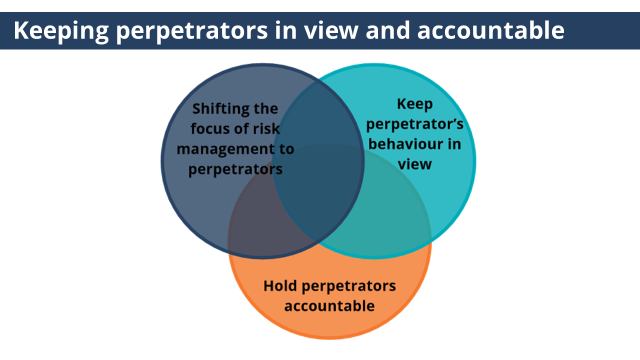 Keeping perpetrators in view and accountable
Shifting the
focus of risk
management to
perpetrators
Keep
perpetrator’s
behaviour in
view
Hold perpetrators
accountable